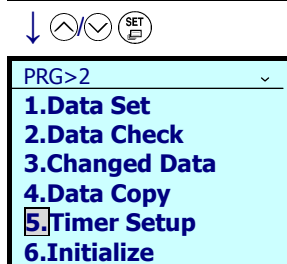 SET
PRG>2
1.Data Set
2.Data Check
3.Changed Data
4.Data Copy
5.Timer Setup
6.Initialize